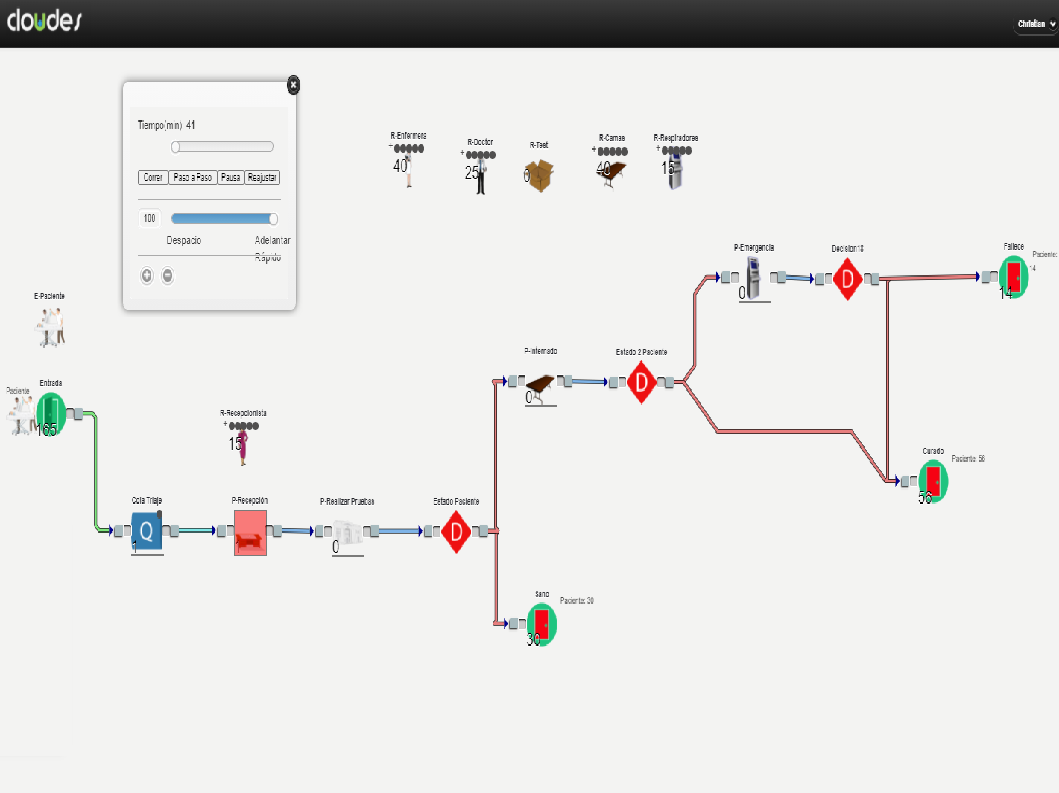 cloudes
Christian
Tiempo(min) 41
Correr
Paso a Paso
Pausa
Reajustar
100
Despacio
Adelantar
Rápido
R-Enfermera
+
40
R-Doctor
+
25
R-Test
0
R-Camas
+
40
R-Respiradores
+
15
P-Emergencia
0
Decision18
D
Fallece
Paciente:
14
14
E-Paciente
P-Internado
0
Estado 2 Paciente
D
Entrada
Paciente
165
R-Recepcionista
+
15
Curado
Paciente: 56
56
Cola Triaje
Q
1
P-Recepción
1
P-Realizar Pruebas
0
Estado Paciente
D
Sano
Paciente: 30
30